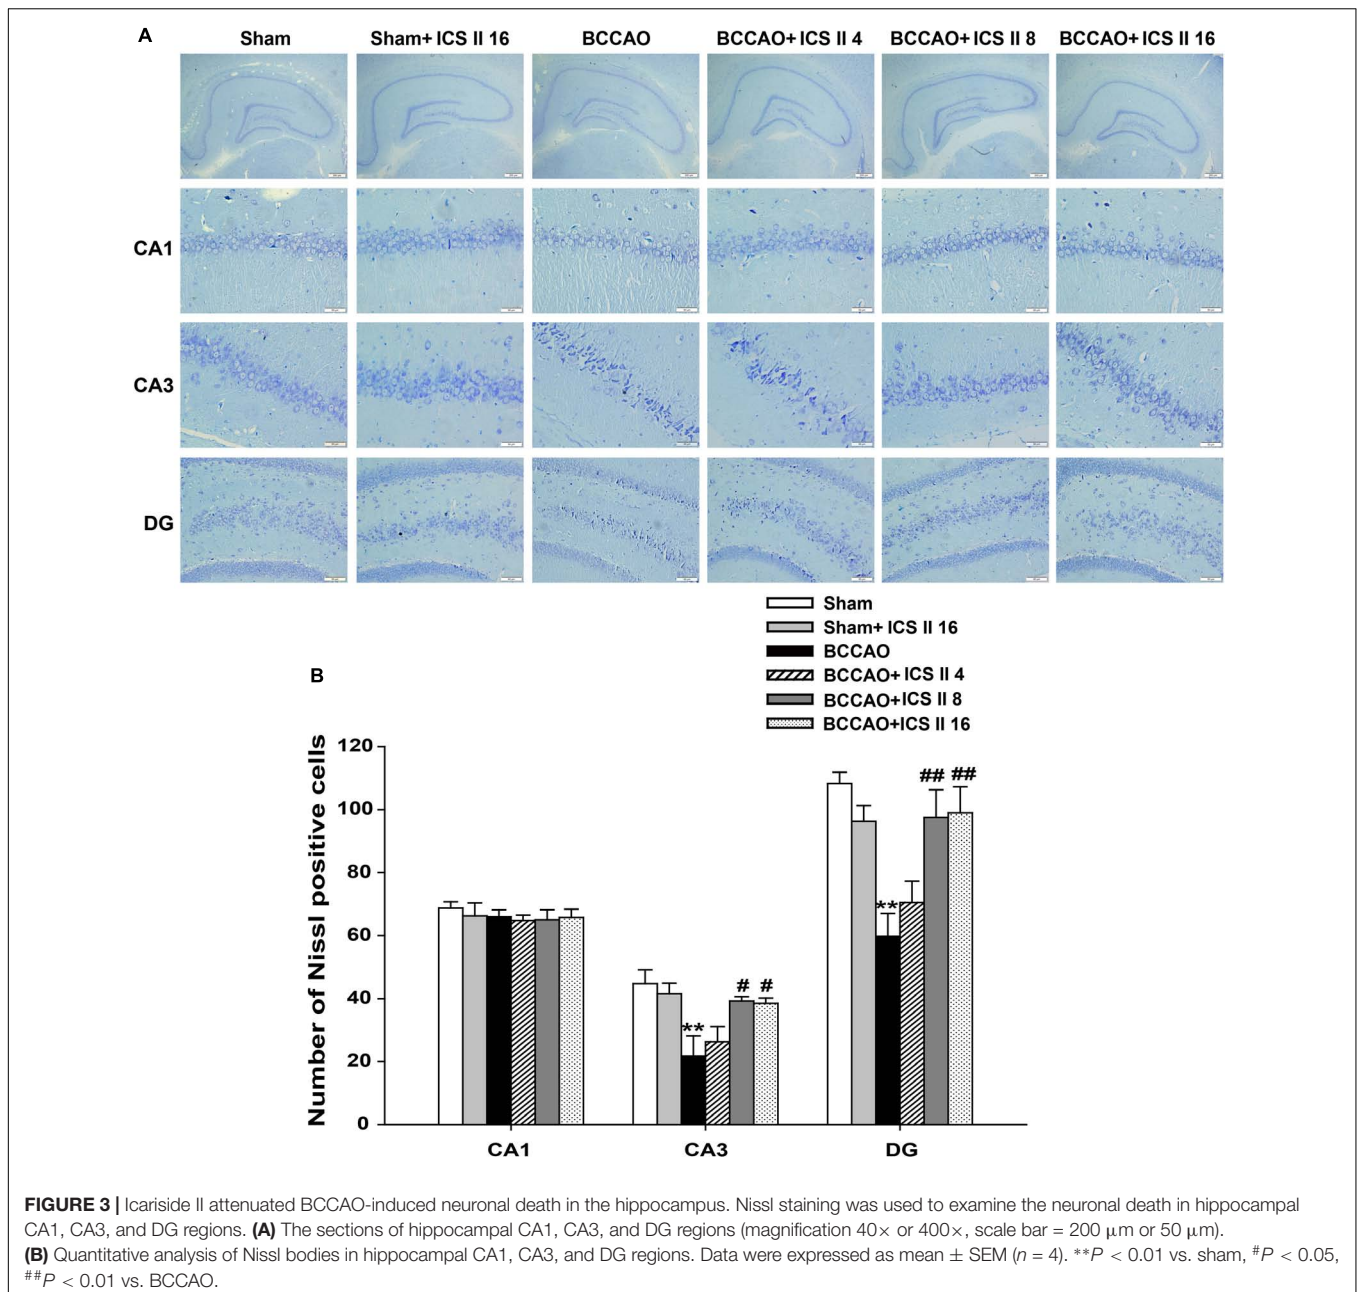 A
Sham Sham+ ICS II 16 BCCAO BCCAO+ ICS II 4 BCCAO+ ICS II 8 BCCAO+ ICS II 16
CA1
CA3
DG
Sham
Sham+ ICS II 16
BCCAO
BCCAO+ ICS II 4
BCCAO+ ICS II 8
BCCAO+ICS II 16
B
Number of Nissl positive cells
120
100
80
60
40
20
0
** # # ** ## ##
CA1 CA3 DG
FIGURE 3 | Icariside II attenuated BCCAO-induced neuronal death in the hippocampus. Nissl staining was used to examine the neuronal death in hippocampal
CA1, CA3, and DG regions. (A) The sections of hippocampal CA1, CA3, and DG regions (magnification 40× or 400×, scale bar = 200 μm or 50 μm).
(B) Quantitative analysis of Nissl bodies in hippocampal CA1, CA3, and DG regions. Data were expressed as mean ± SEM (n = 4). **P < 0.01 vs. sham, #P < 0.05,
##P < 0.01 vs. BCCAO.